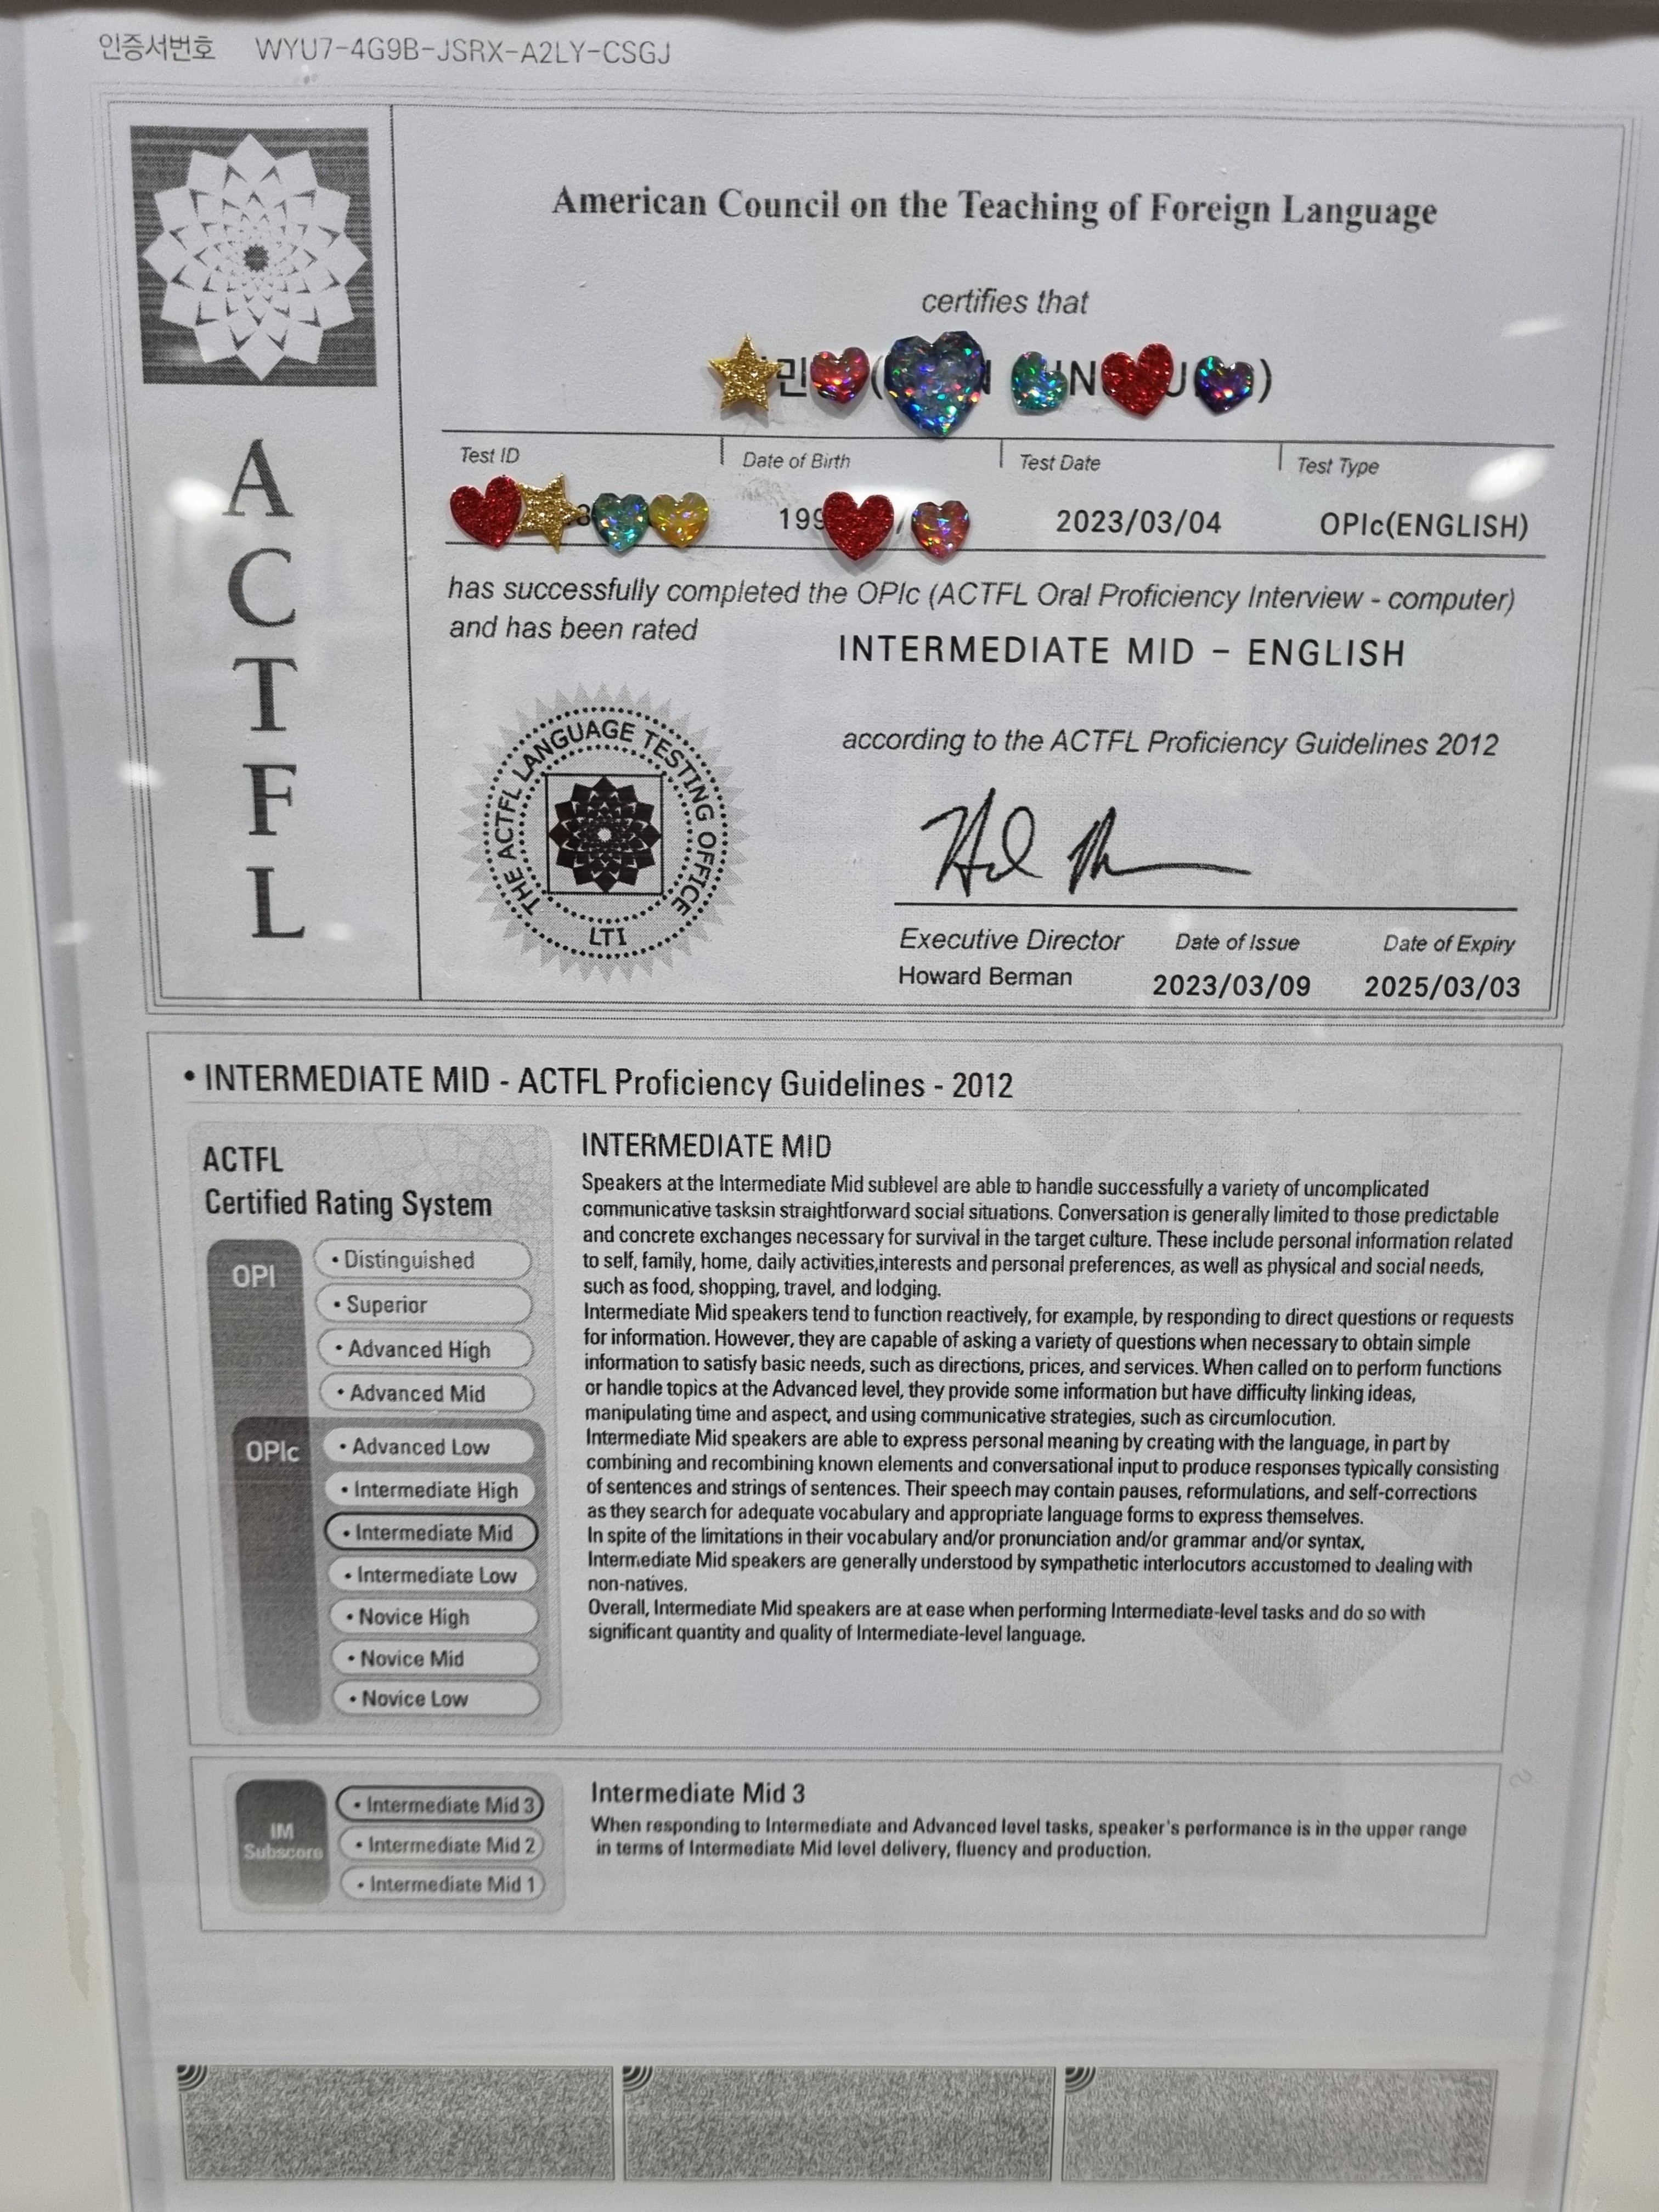 인증서번호 WYU7-4G9B-JSRX-A2LY-CSGJ
ACTFL
American Council on the Teaching of Foreign Language
certifies that
민 ( N U )
Test ID Date of Birth Test Date Test Type
199 / 2023/03/04 OPIc(ENGLISH)
has successfully completed the OPIc (ACTFL Oral Proficiency Interview - computer)
and has been rated
INTERMEDIATE MID – ENGLISH
according to the ACTFL Proficiency Guidelines 2012
THE ACTFL LANGUAGE TESTING OFFICE
LTI
Executive Director Date of Issue Date of Expiry
Howard Berman 2023/03/09 2025/03/03
• INTERMEDIATE MID - ACTFL Proficiency Guidelines - 2012
ACTFL
Certified Rating System
OPI
• Distinguished
• Superior
• Advanced High
• Advanced Mid
OPIc
• Advanced Low
• Intermediate High
• Intermediate Mid
• Intermediate Low
• Novice High
• Novice Mid
• Novice Low
INTERMEDIATE MID
Speakers at the Intermediate Mid sublevel are able to handle successfully a variety of uncomplicated
communicative tasksin straightforward social situations. Conversation is generally limited to those predictable
and concrete exchanges necessary for survival in the target culture. These include personal information related
to self, family, home, daily activities,interests and personal preferences, as well as physical and social needs,
such as food, shopping, travel, and lodging.
Intermediate Mid speakers tend to function reactively, for example, by responding to direct questions or requests
for information. However, they are capable of asking a variety of questions when necessary to obtain simple
information to satisfy basic needs, such as directions, prices, and services. When called on to perform functions
or handle topics at the Advanced level, they provide some information but have difficulty linking ideas,
manipulating time and aspect, and using communicative strategies, such as circumlocution.
Intermediate Mid speakers are able to express personal meaning by creating with the language, in part by
combining and recombining known elements and conversational input to produce responses typically consisting
of sentences and strings of sentences. Their speech may contain pauses, reformulations, and self-corrections
as they search for adequate vocabulary and appropriate language forms to express themselves.
In spite of the limitations in their vocabulary and/or pronunciation and/or grammar and/or syntax,
Intermediate Mid speakers are generally understood by sympathetic interlocutors accustomed to dealing with
non-natives.
Overall, Intermediate Mid speakers are at ease when performing Intermediate-level tasks and do so with
significant quantity and quality of Intermediate-level language.
IM
Subscore
• Intermediate Mid 3
• Intermediate Mid 2
• Intermediate Mid 1
Intermediate Mid 3
When responding to Intermediate and Advanced level tasks, speaker's performance is in the upper range
in terms of Intermediate Mid level delivery, fluency and production.